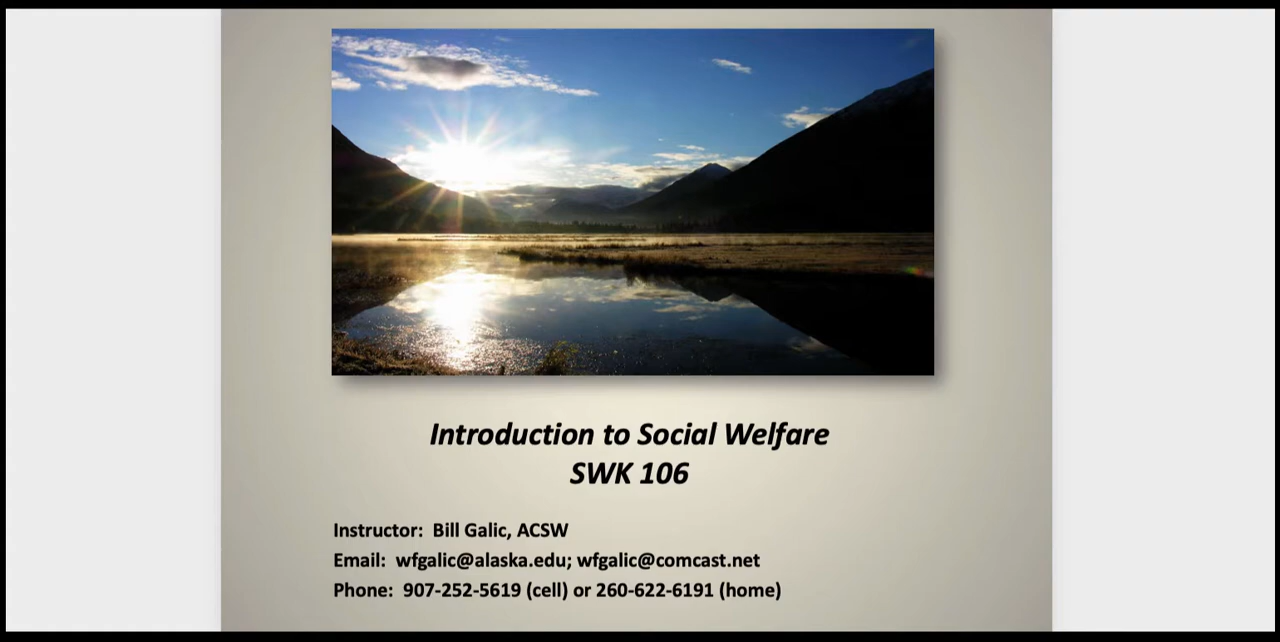 Introduction to Social Welfare
SWK 106
Instructor:  Bill Galic, ACSW
Email:  wfgalic@alaska.edu; wfgalic@comcast.net
Phone:  907-252-5619 (cell) or 260-622-6191 (home)